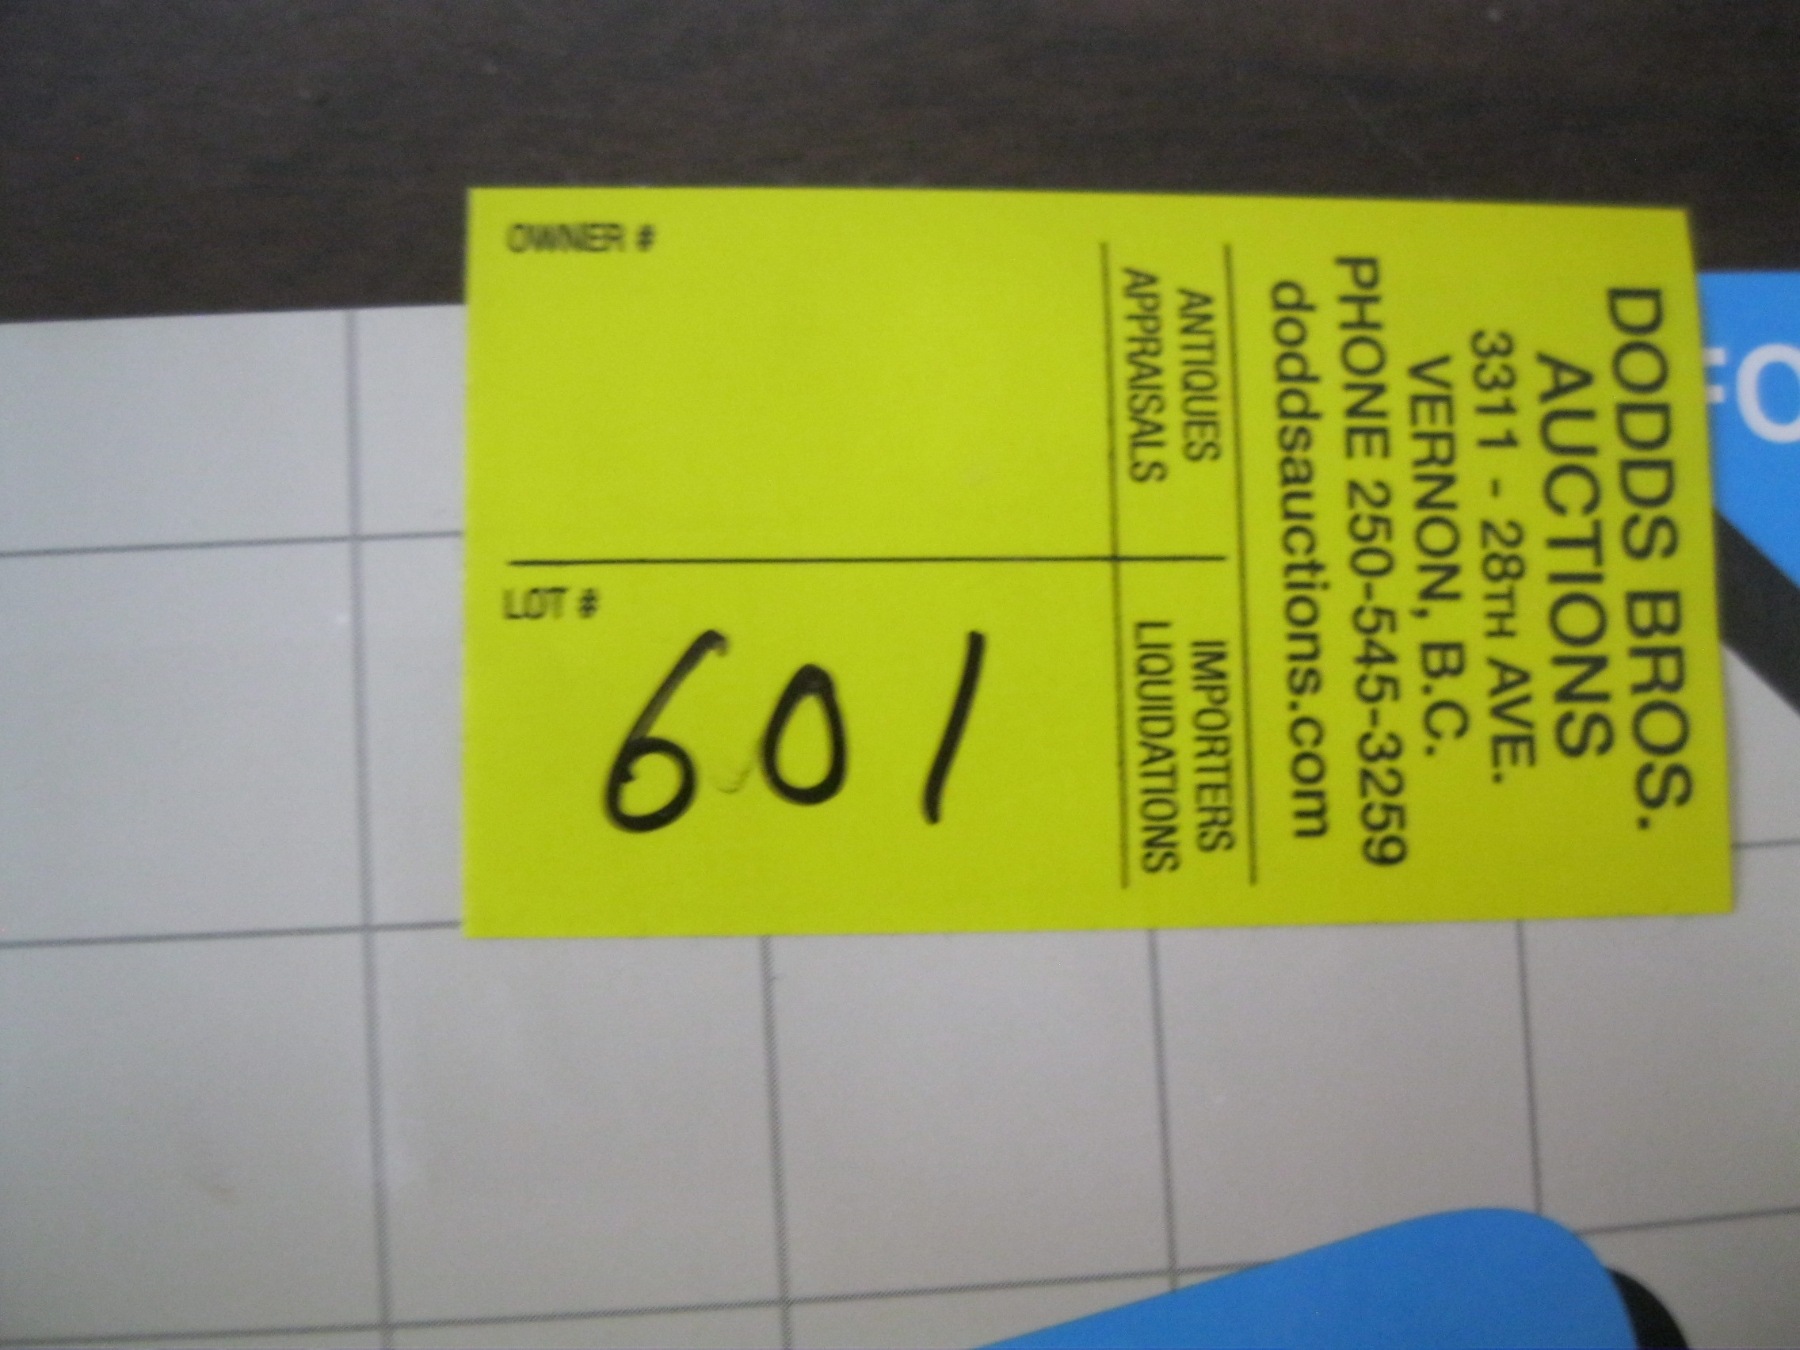 DODDS BROS.
AUCTIONS
3311 - 28TH AVE.
VERNON, B.C.
PHONE 250-545-3259
doddsauctions.com
ANTIQUES
APPRAISALS
IMPORTERS
LIQUIDATIONS
OWNER #
LOT #
601